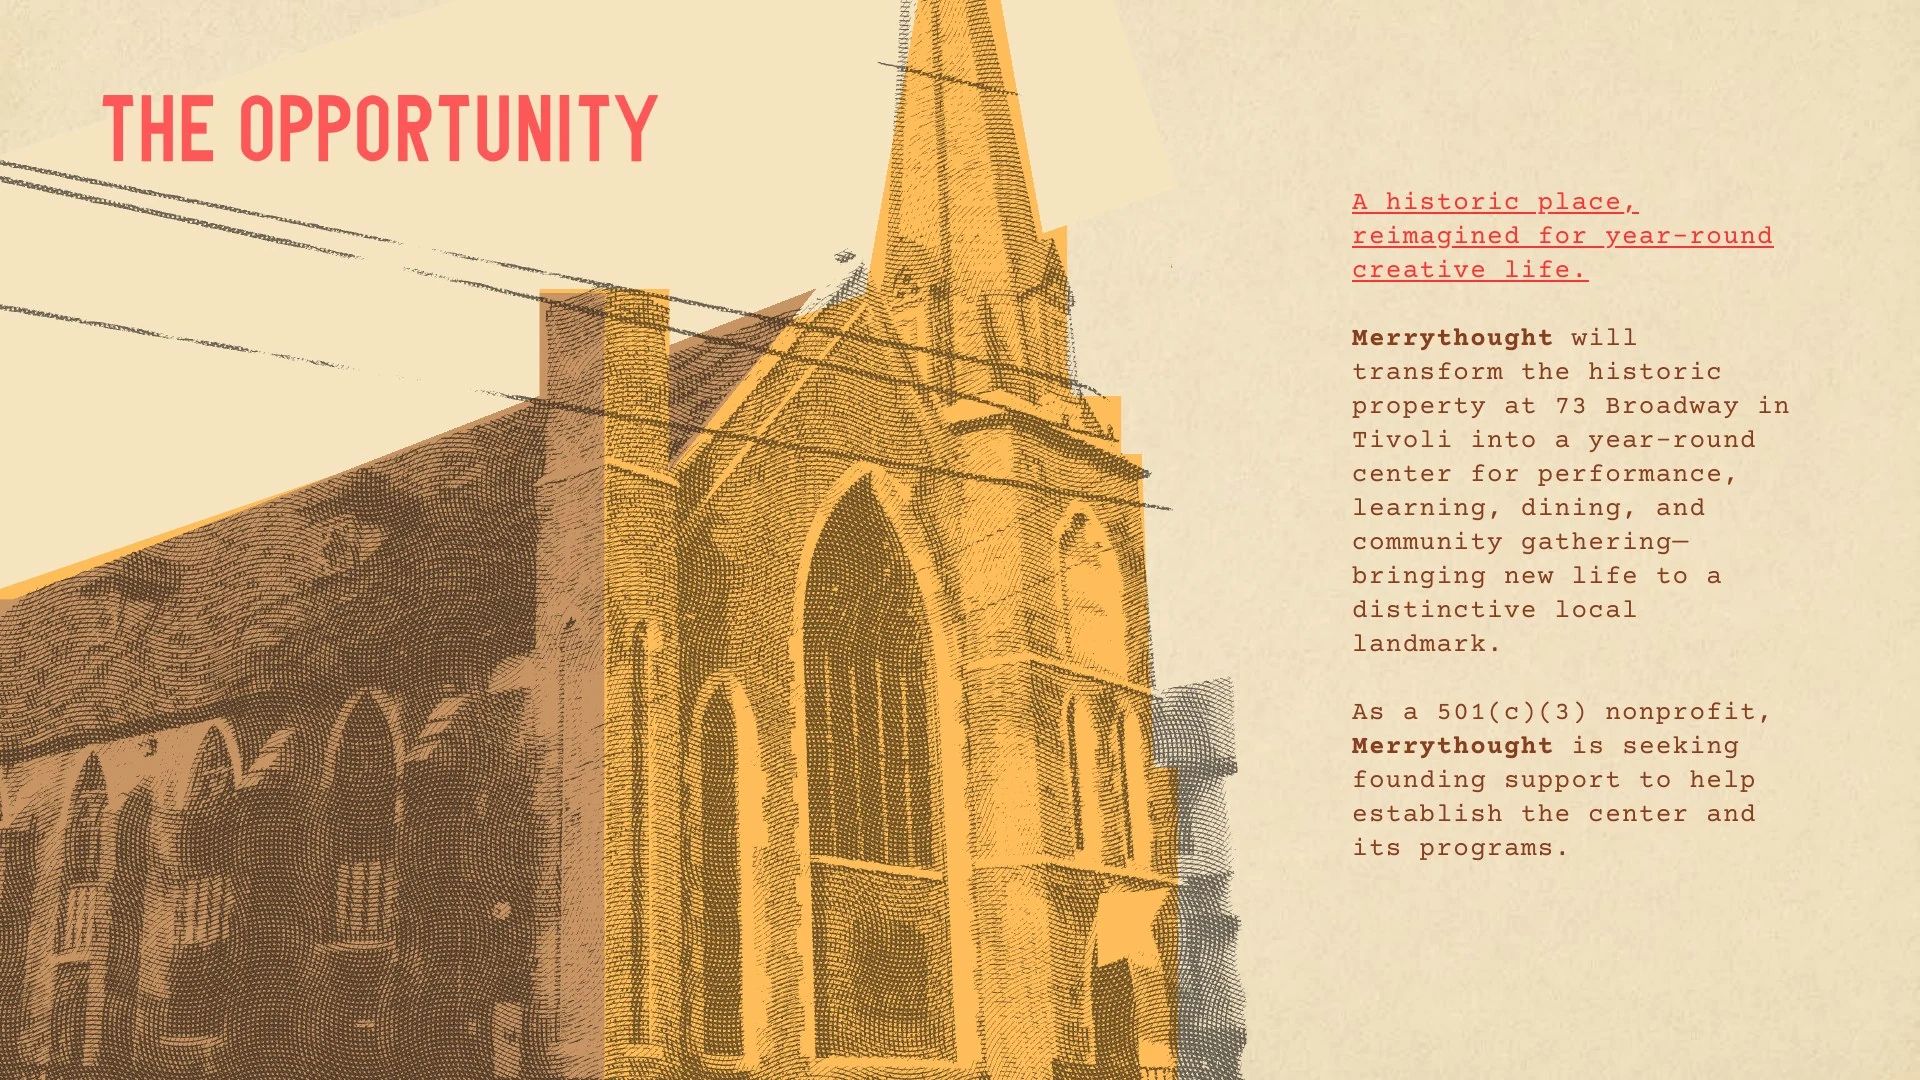 THE OPPORTUNITY
A historic place,
reimagined for year-round
creative life.
Merrythought will
transform the historic
property at 73 Broadway in
Tivoli into a year-round
center for performance,
learning, dining, and
community gathering—
bringing new life to a
distinctive local
landmark.
As a 501(c)(3) nonprofit,
Merrythought is seeking
founding support to help
establish the center and
its programs.